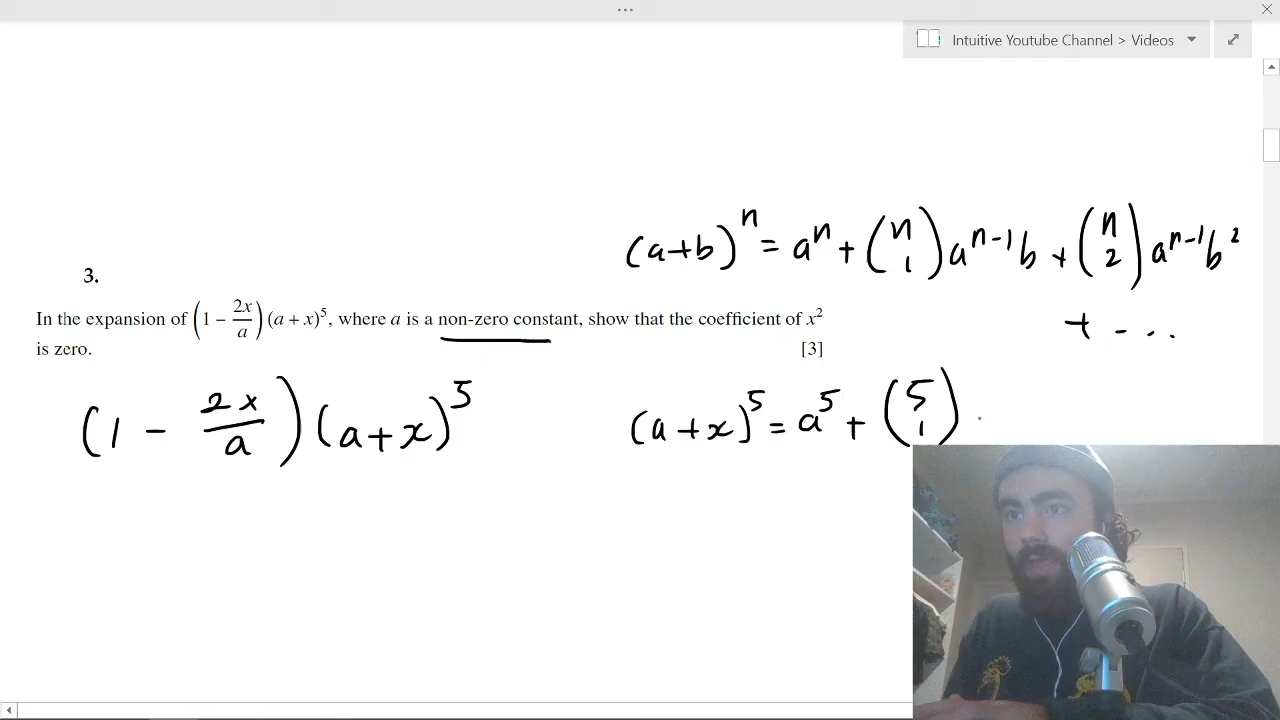 Intuitive Youtube Channel > Videos
(a+b)^n = a^n + (n 1) a^{n-1} b + (n 2) a^{n-1} b^2
+ - ...
3.
In the expansion of (1 − 2x/a) (a + x)^5, where a is a non-zero constant, show that the coefficient of x^2
is zero. [3]
(1 − 2x/a)(a+x)^5
(a+x)^5 = a^5 + (5 1)